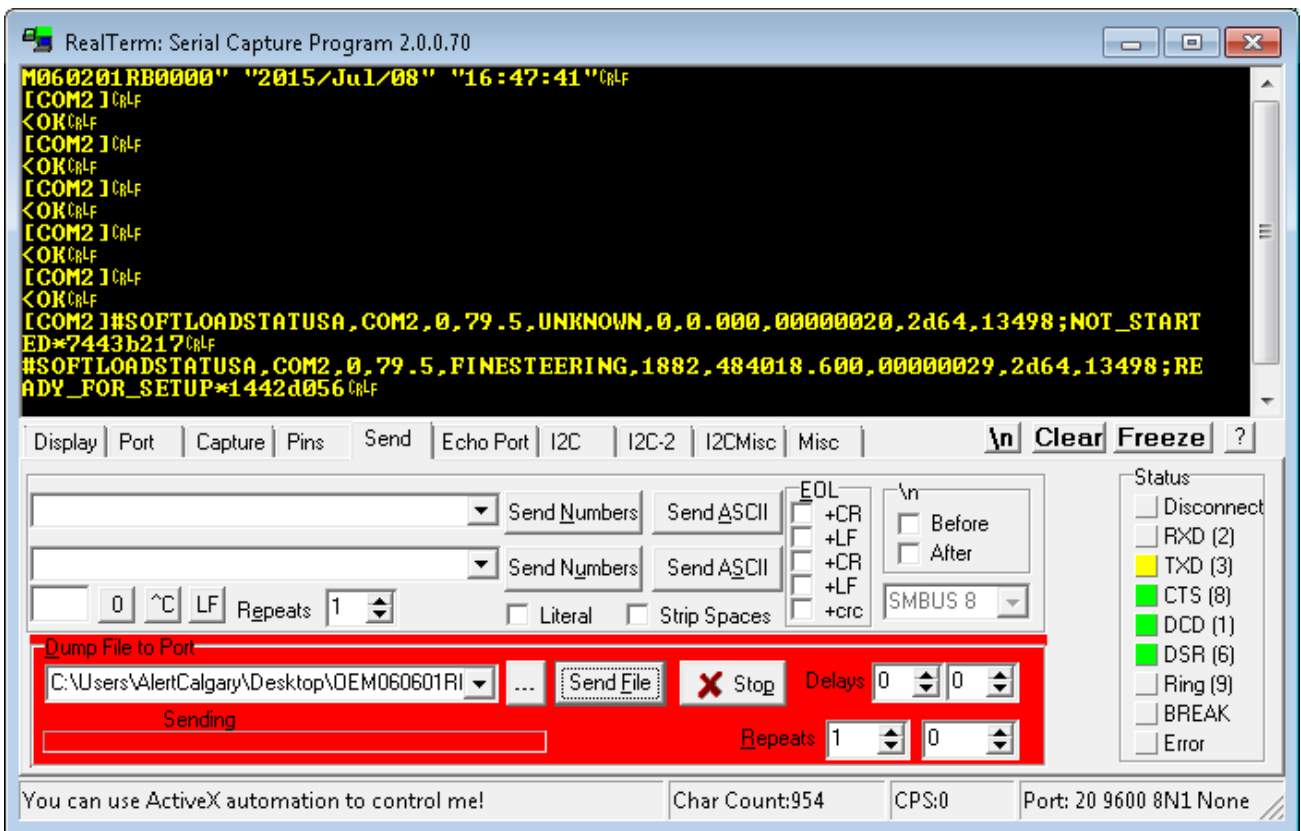 RealTerm: Serial Capture Program 2.0.0.70
M060201RB0000" "2015/Jul/08" "16:47:41"CRLF
[COM2]CRLF
<OKCRLF
[COM2]CRLF
<OKCRLF
[COM2]CRLF
<OKCRLF
[COM2]CRLF
<OKCRLF
[COM2]CRLF
<OKCRLF
[COM2]#SOFTLOADSTATUSA,COM2,0,79.5,UNKNOWN,0,0.000,00000020,2d64,13498;NOT_START
ED*7443b217CRLF
#SOFTLOADSTATUSA,COM2,0,79.5,FINESTEERING,1882,484018.600,00000029,2d64,13498;RE
ADY_FOR_SETUP*1442d056CRLF
Display Port Capture Pins Send Echo Port I2C I2C-2 I2CMisc Misc \n Clear Freeze ?
Send Numbers Send ASCII
EOL
+CR
+LF
\n
Before
After
Send Numbers Send ASCII
+CR
+LF
+crc
SMBUS 8
0 ^C LF Repeats 1
Literal Strip Spaces
Dump File to Port
C:\Users\AlertCalgary\Desktop\OEM060601RI ... Send File Stop Delays 0 0
Sending
Repeats 1 0
Status
Disconnect
RXD (2)
TXD (3)
CTS (8)
DCD (1)
DSR (6)
Ring (9)
BREAK
Error
You can use ActiveX automation to control me! Char Count:954 CPS:0 Port: 20 9600 8N1 None